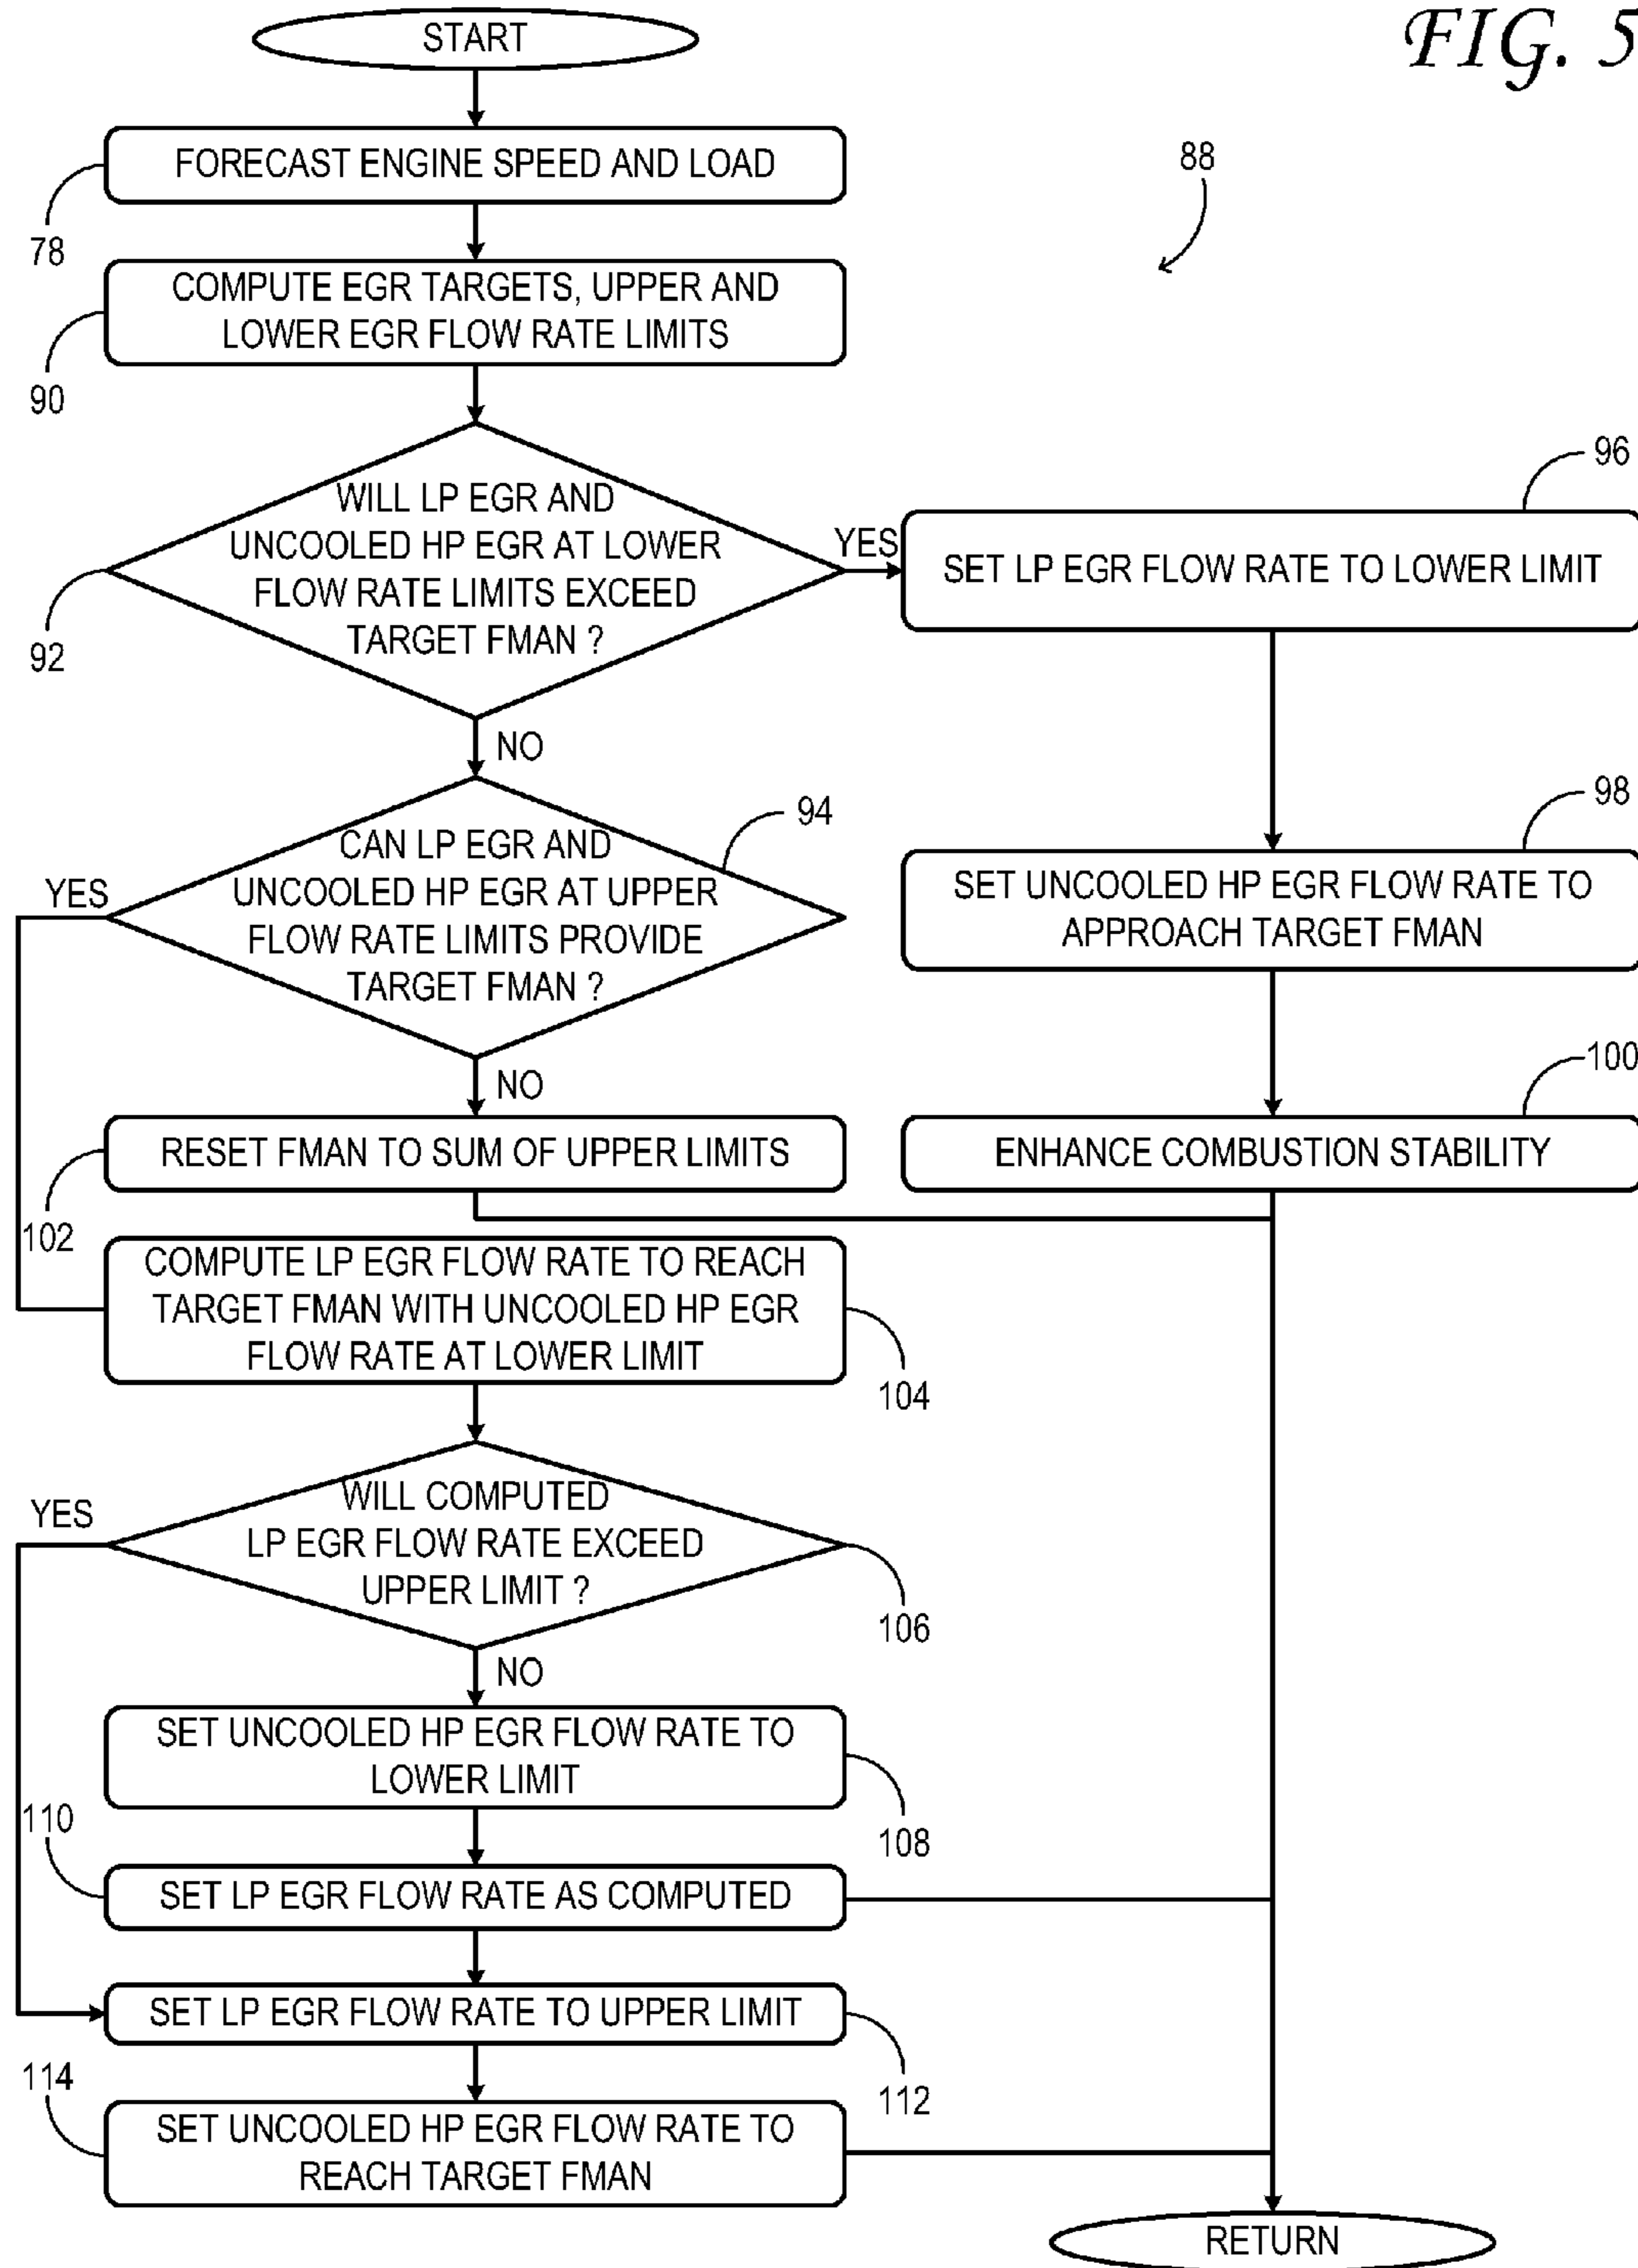 FIG. 5
START
FORECAST ENGINE SPEED AND LOAD
78
88
COMPUTE EGR TARGETS, UPPER AND
LOWER EGR FLOW RATE LIMITS
90
WILL LP EGR AND
UNCOOLED HP EGR AT LOWER
FLOW RATE LIMITS EXCEED
TARGET FMAN ?
92
YES
NO
96
SET LP EGR FLOW RATE TO LOWER LIMIT
98
SET UNCOOLED HP EGR FLOW RATE TO
APPROACH TARGET FMAN
100
ENHANCE COMBUSTION STABILITY
94
CAN LP EGR AND
UNCOOLED HP EGR AT UPPER
FLOW RATE LIMITS PROVIDE
TARGET FMAN ?
YES
NO
RESET FMAN TO SUM OF UPPER LIMITS
102
COMPUTE LP EGR FLOW RATE TO REACH
TARGET FMAN WITH UNCOOLED HP EGR
FLOW RATE AT LOWER LIMIT
104
WILL COMPUTED
LP EGR FLOW RATE EXCEED
UPPER LIMIT ?
YES
106
NO
SET UNCOOLED HP EGR FLOW RATE TO
LOWER LIMIT
108
110
SET LP EGR FLOW RATE AS COMPUTED
SET LP EGR FLOW RATE TO UPPER LIMIT
112
114
SET UNCOOLED HP EGR FLOW RATE TO
REACH TARGET FMAN
RETURN